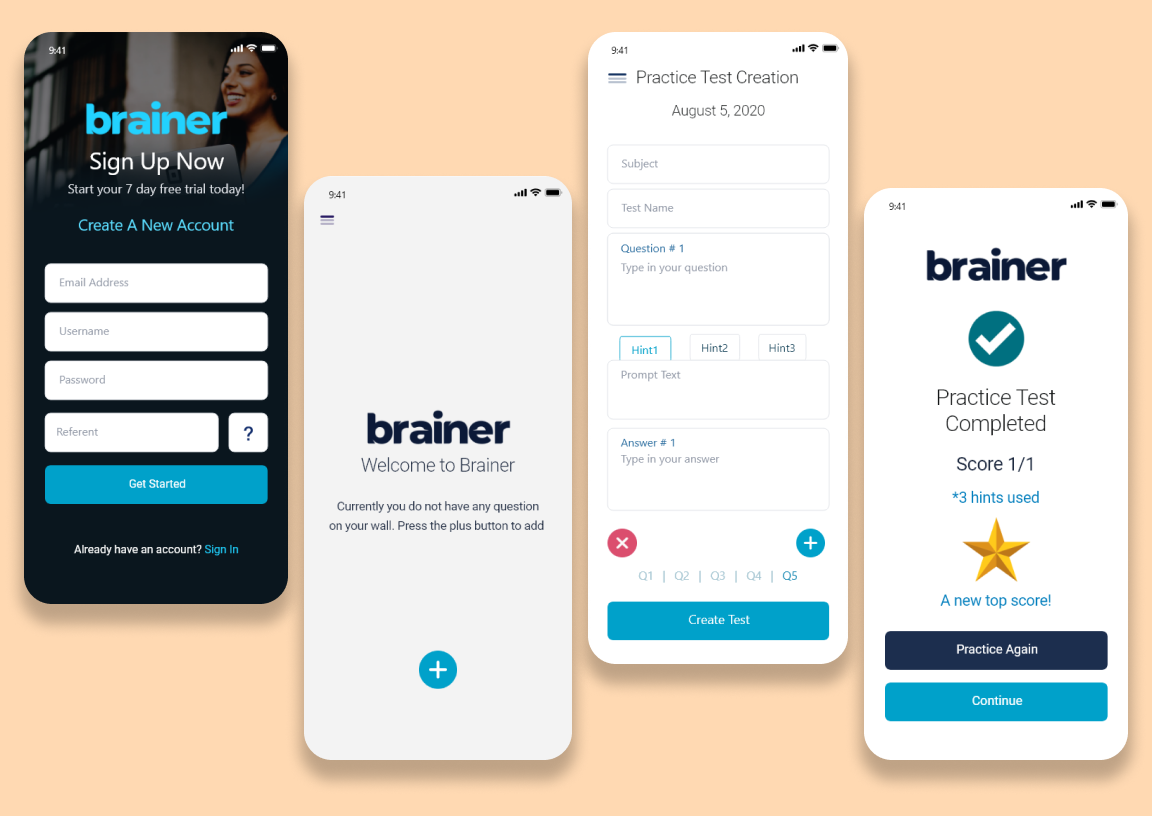 9:41
brainer
Sign Up Now
Start your 7 day free trial today!
Create A New Account
Email Address
Username
Password
Referent
?
Get Started
Already have an account? Sign In
9:41
brainer
Welcome to Brainer
Currently you do not have any question
on your wall. Press the plus button to add
9:41
Practice Test Creation
August 5, 2020
Subject
Test Name
Question # 1
Type in your question
Hint1 Hint2 Hint3
Prompt Text
Answer # 1
Type in your answer
Q1 | Q2 | Q3 | Q4 | Q5
Create Test
9:41
brainer
Practice Test
Completed
Score 1/1
*3 hints used
A new top score!
Practice Again
Continue